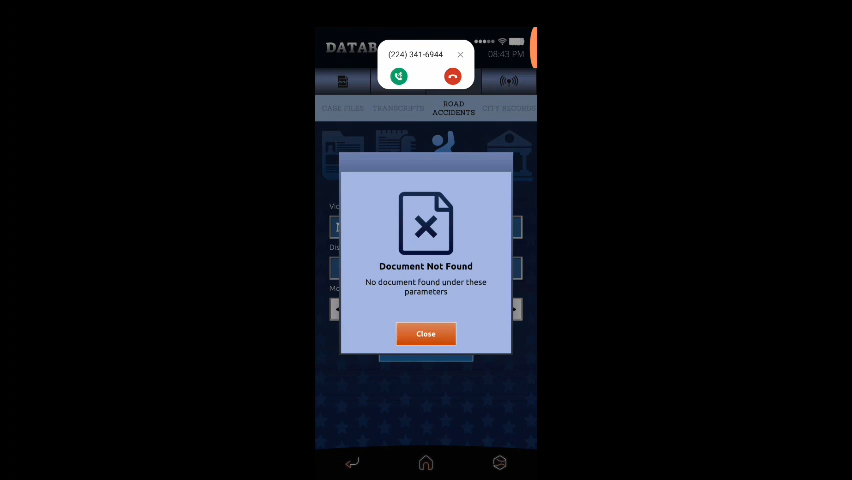 DATAB
(224) 341-6944
08:43 PM
CASE FILES
TRANSCRIPTS
ROAD
ACCIDENTS
CITY RECORDS
Document Not Found
No document found under these
parameters
Close